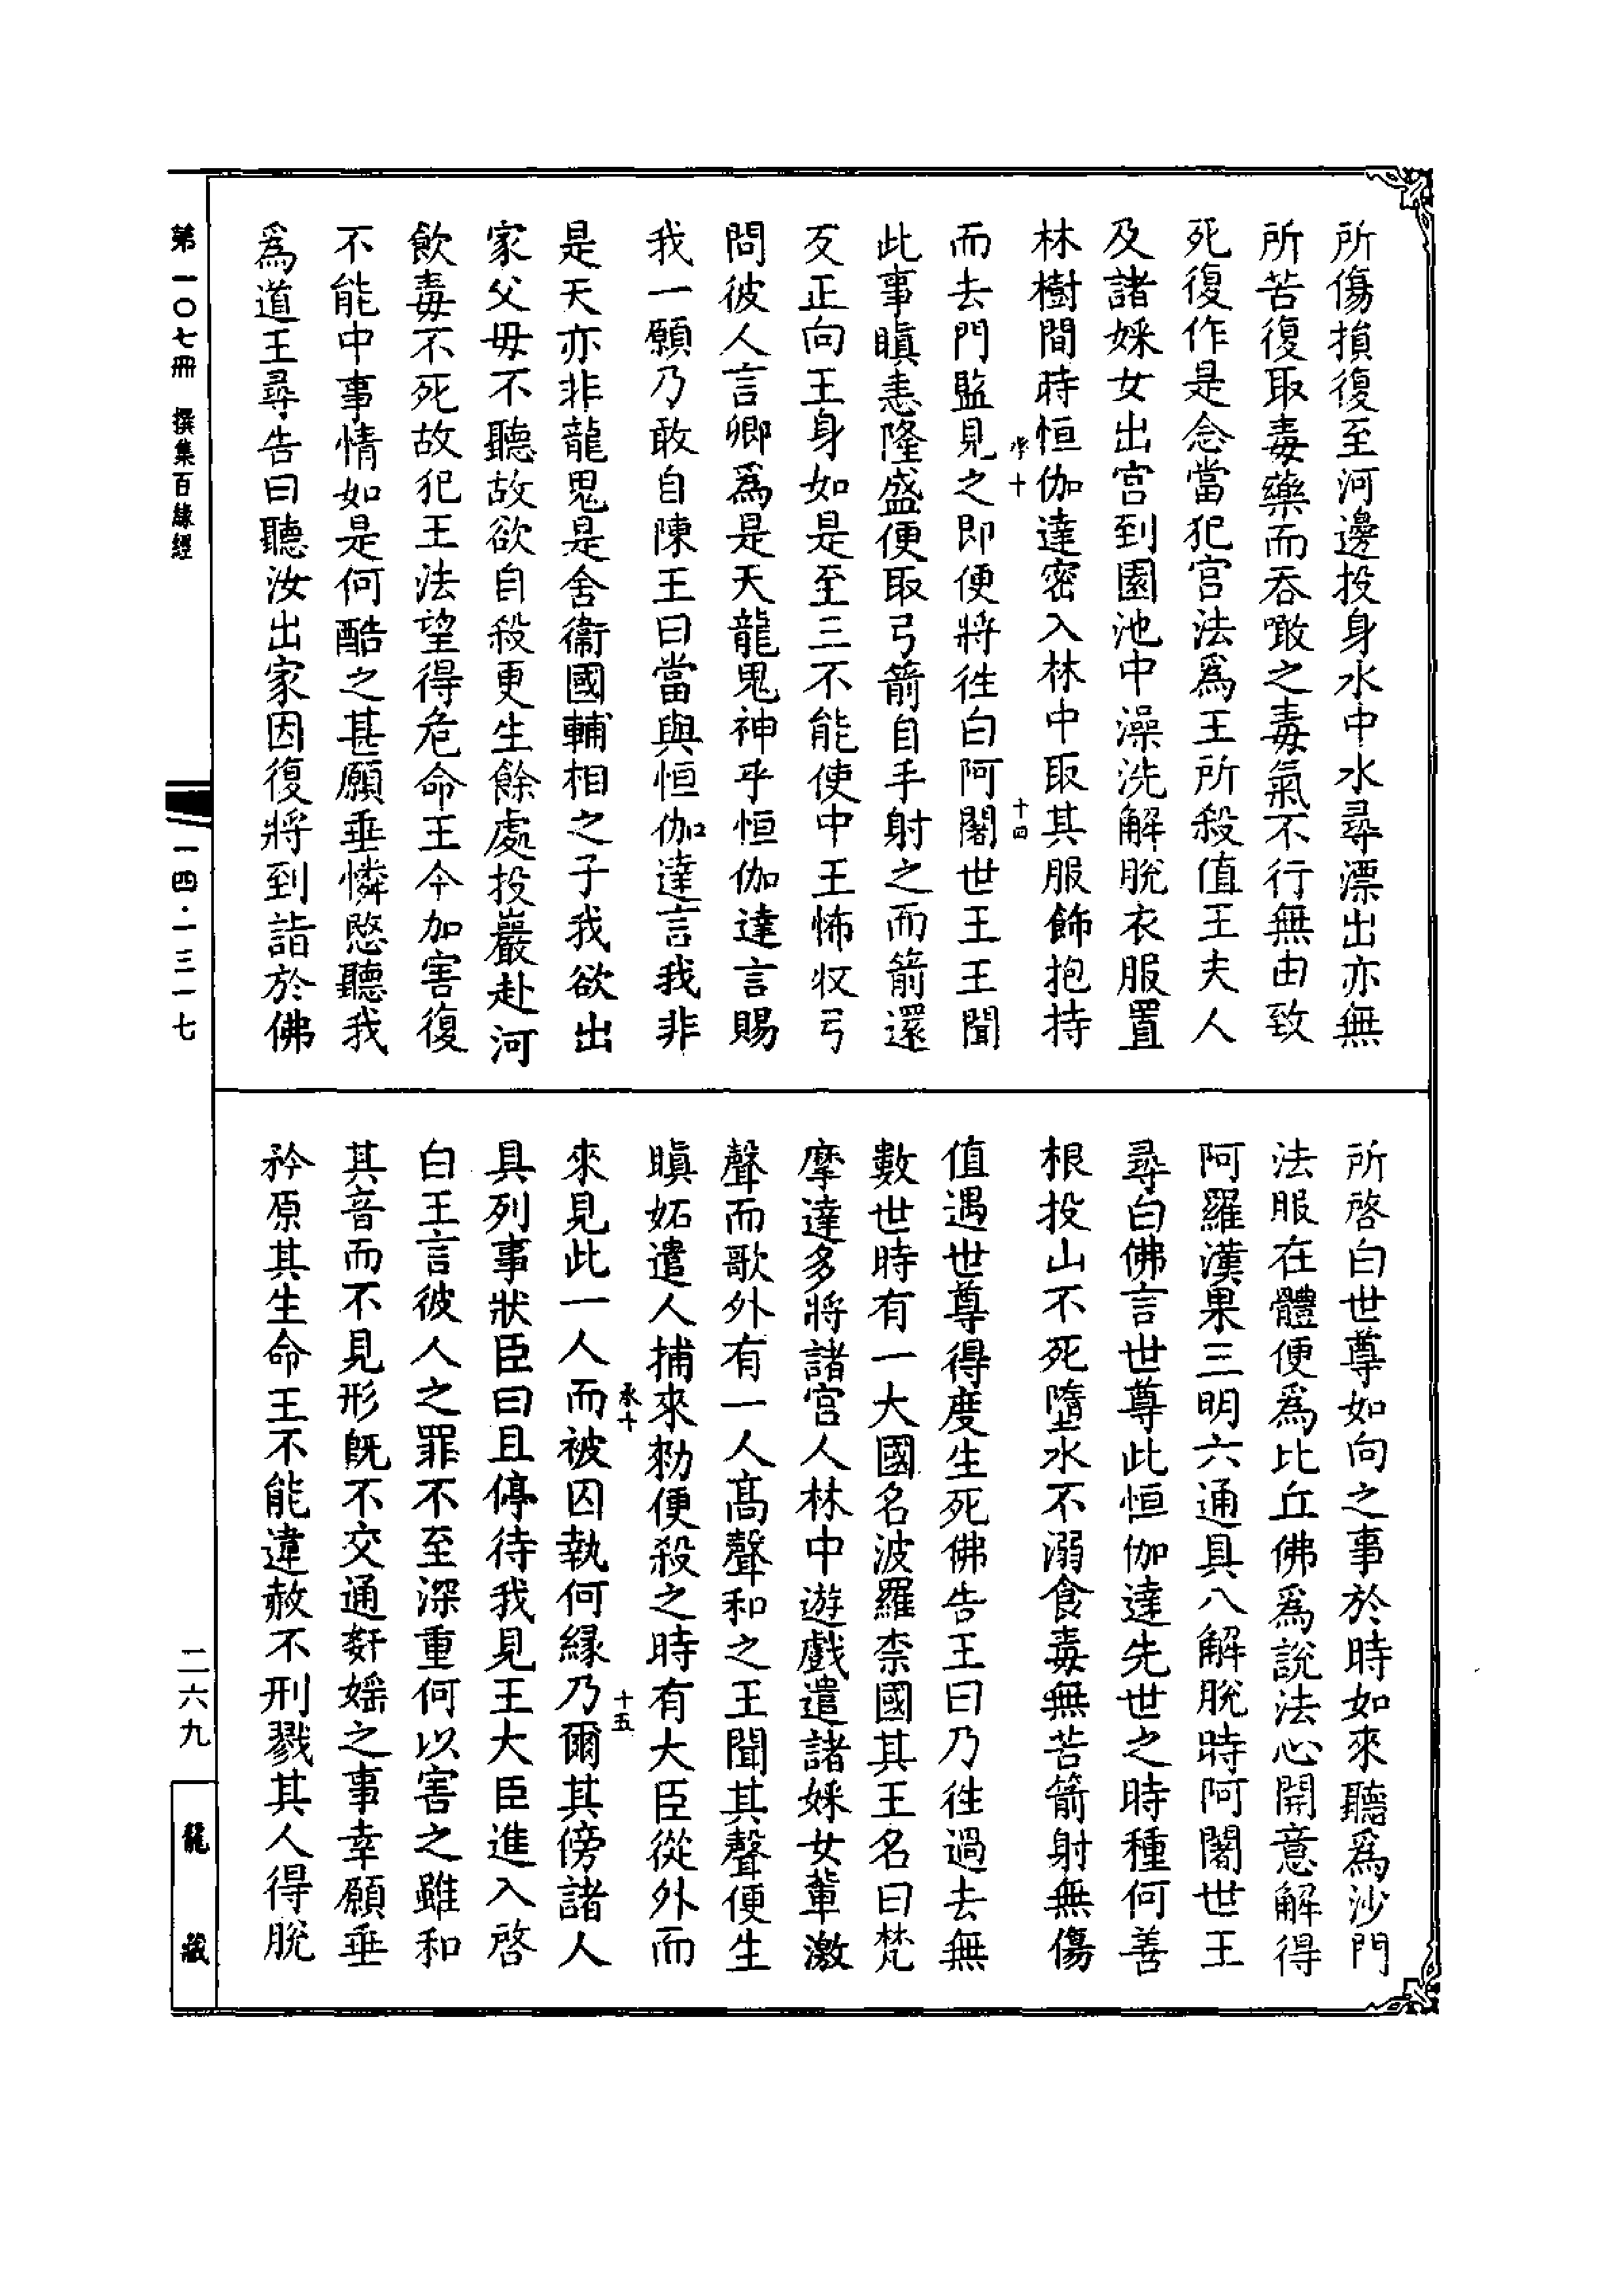 所傷損復至河邊投身水中水尋漂出亦無
所苦復取毒藥而吞噉之毒氣不行無由致
死復作是念當犯官法爲王所殺值王夫人
及諸婇女出宮到園池中澡洗解脫衣服置
林樹間時恒伽達密入林中取其服飾抱持
十 十四
而去門監見之即便將往白阿闍世王王聞
此事瞋恚隆盛便取弓箭自手射之而箭還
反正向王身如是至三不能使中王怖收弓
問彼人言卿爲是天龍鬼神乎恒伽達言賜
我一願乃敢自陳王曰當與恒伽達言我非
是天亦非龍鬼是舍衞國輔相之子我欲出
家父母不聽故欲自殺更生餘處投巖赴河
飲毒不死故犯王法望得危命王今加害復
不能中事情如是何酷之甚願垂憐愍聽我
爲道王尋告曰聽汝出家因復將到詣於佛
所啓白世尊如向之事於時如來聽爲沙門
法服在體便爲比丘佛爲說法心開意解得
阿羅漢果三明六通具八解脫時阿闍世王
尋白佛言世尊此恒伽達先世之時種何善
根投山不死墮水不溺食毒無苦箭射無傷
值遇世尊得度生死佛告王曰乃往過去無
數世時有一大國名波羅柰國其王名曰梵
摩達多將諸宮人林中遊戲遣諸婇女輩激
聲而歌外有一人高聲和之王聞其聲便生
瞋妬遣人捕來勑便殺之時有大臣從外而
承十 十五
來見此一人而被囚執何緣乃爾其傍諸人
具列事狀臣曰且停待我見王大臣進入啓
白王言彼人之罪不至深重何以害之雖和
其音而不見形既不交通姧婬之事幸願垂
矜原其生命王不能違赦不刑戮其人得脫
第一〇七冊 撰集百緣經
一四·一三一七
二六九
龍藏